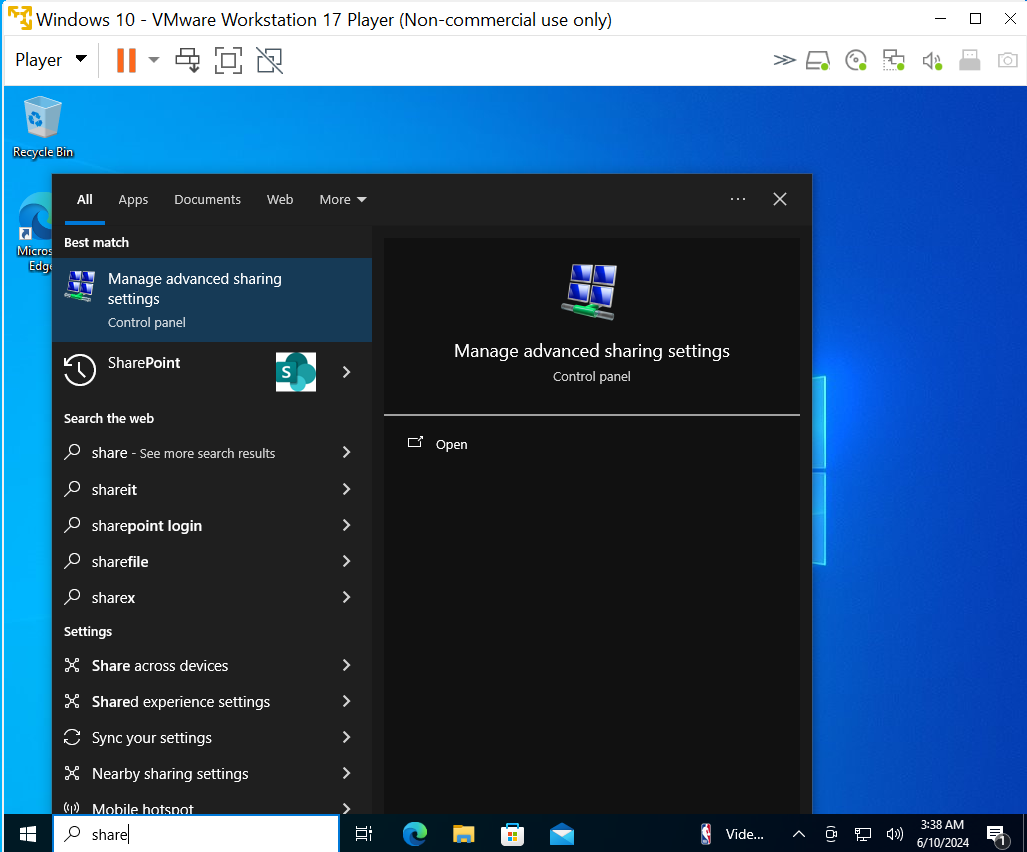 Windows 10 - VMware Workstation 17 Player (Non-commercial use only)
Player
Recycle Bin
Micros
Edge
All Apps Documents Web More
Best match
Manage advanced sharing
settings
Control panel
SharePoint
S
Search the web
share - See more search results
shareit
sharepoint login
sharefile
sharex
Settings
Share across devices
Shared experience settings
Sync your settings
Nearby sharing settings
Mobile hotspot
Manage advanced sharing settings
Control panel
Open
share
Vide...
3:38 AM
6/10/2024
1